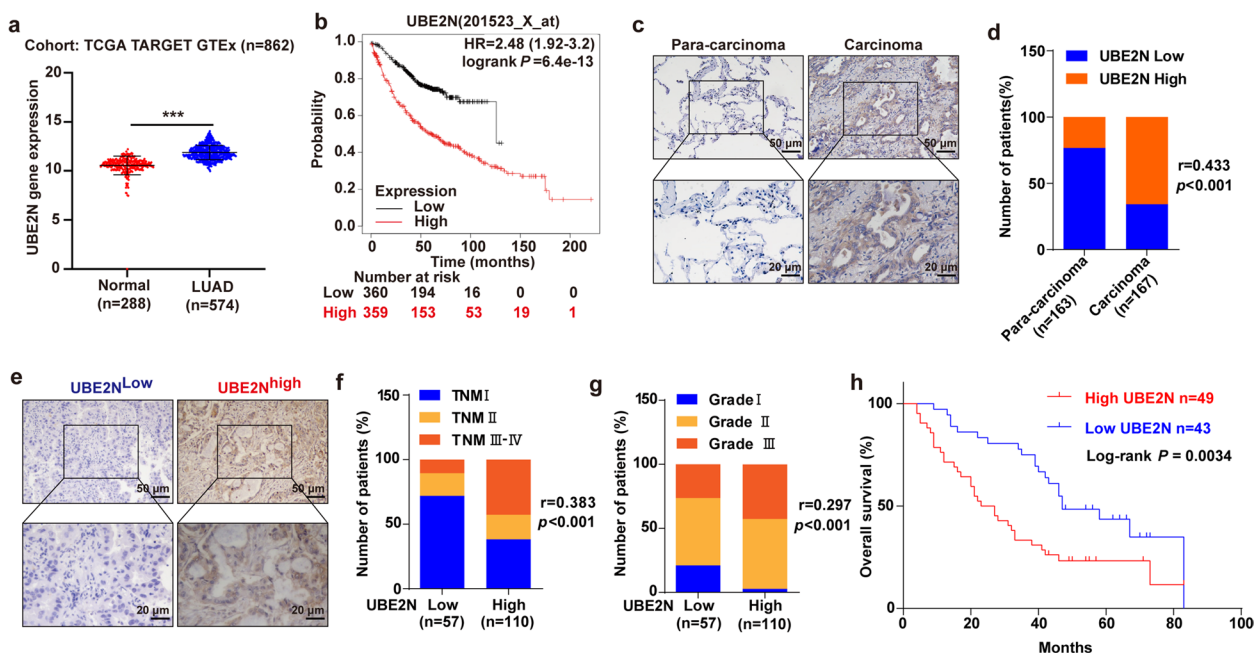 a
Cohort: TCGA TARGET GTEx (n=862)
UBE2N gene expression
20
15
10
5
0
***
Normal
(n=288)
LUAD
(n=574)
b
UBE2N(201523_X_at)
HR=2.48 (1.92-3.2)
logrank P =6.4e-13
Probability
1.0
0.8
0.6
0.4
0.2
0.0
Expression
Low
High
0 50 100 150 200
Time (months)
Number at risk
Low 360 194 16 0 0
High 359 153 53 19 1
c
Para-carcinoma
Carcinoma
50 μm
50 μm
20 μm
20 μm
d
UBE2N Low
UBE2N High
Number of patients(%)
150
100
50
0
r=0.433
p<0.001
Para-carcinoma
(n=163)
Carcinoma
(n=167)
e
UBE2NLow
UBE2Nhigh
50 μm
50 μm
20 μm
20 μm
f
TNM Ⅰ
TNM Ⅱ
TNM Ⅲ-Ⅳ
Number of patients (%)
150
100
50
0
r=0.383
p<0.001
UBE2N Low High
(n=57) (n=110)
g
Grade Ⅰ
Grade Ⅱ
Grade Ⅲ
Number of patients (%)
150
100
50
0
r=0.297
p<0.001
UBE2N Low High
(n=57) (n=110)
h
High UBE2N n=49
Low UBE2N n=43
Log-rank P = 0.0034
Overall survival (%)
100
50
0
0 20 40 60 80 100
Months